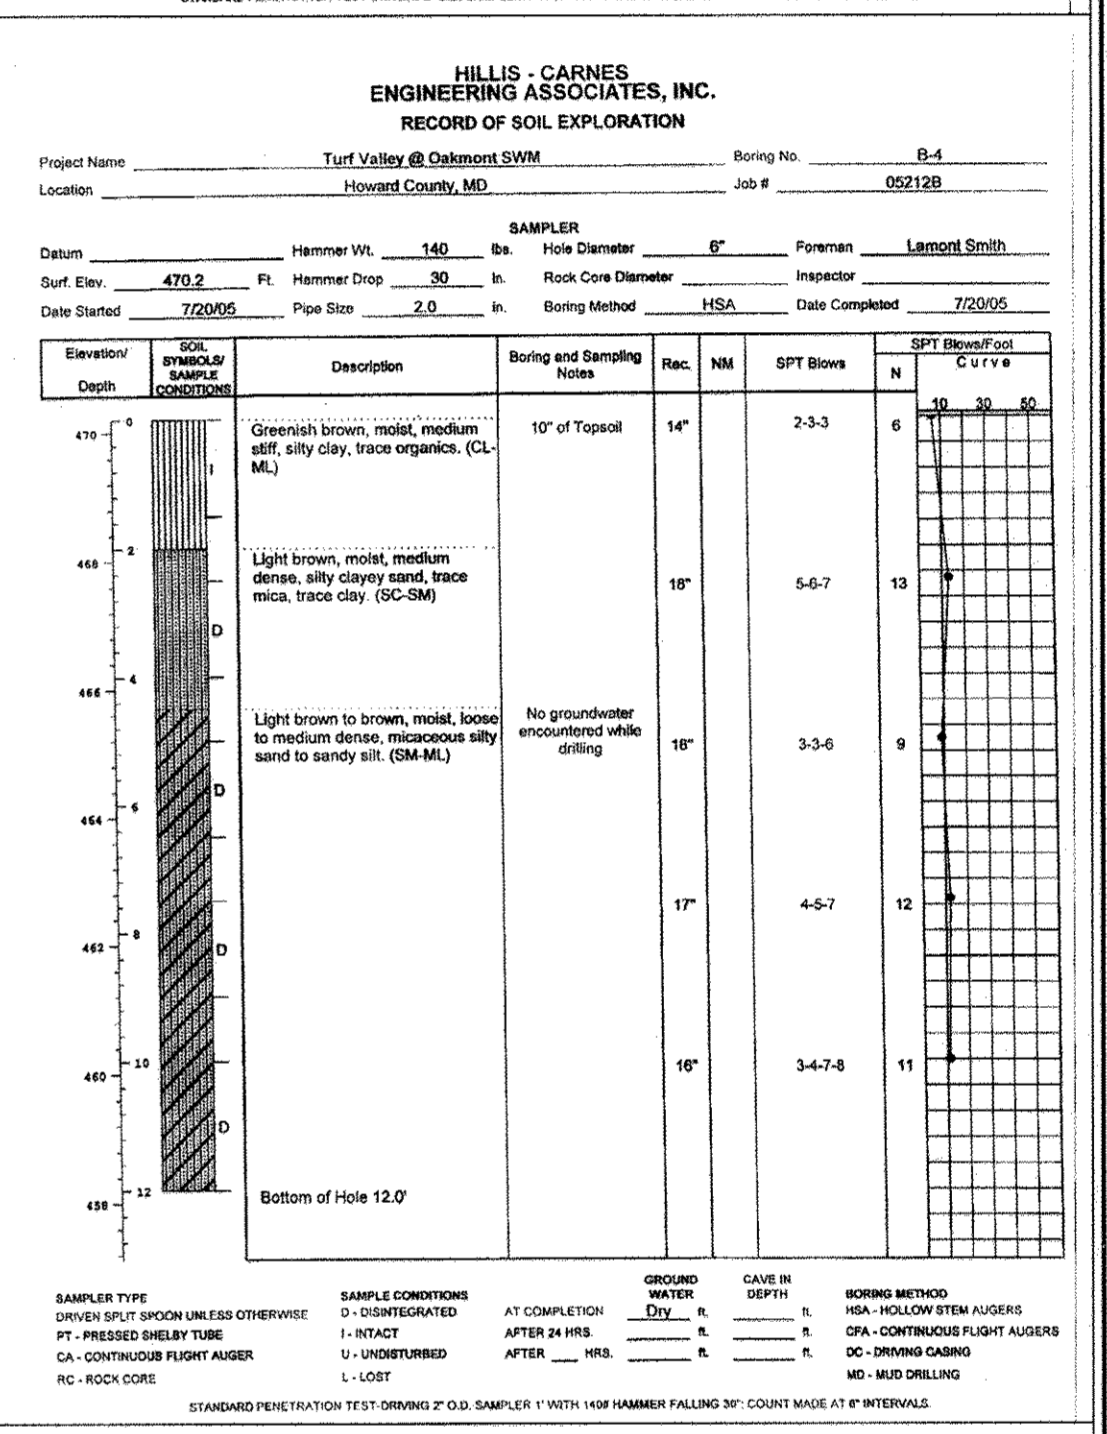 HILLIS - CARNES
ENGINEERING ASSOCIATES, INC.
RECORD OF SOIL EXPLORATION
Project Name Turf Valley @ Oakmont SWM Boring No. B-4
Location Howard County, MD Job # 05212B
SAMPLER
Datum Hammer Wt. 140 lbs. Hole Diameter 6" Foreman Lamont Smith
Surf. Elev. 470.2 Ft. Hammer Drop 30 in. Rock Core Diameter Inspector
Date Started 7/20/05 Pipe Size 2.0 in. Boring Method HSA Date Completed 7/20/05
Elevation/ Depth SOIL SYMBOLS/ SAMPLE CONDITIONS Description Boring and Sampling Notes Rec. NM SPT Blows N SPT Blows/Foot Curve
10 30 50
470 0 Greenish brown, moist, medium 10" of Topsoil 14" 2-3-3 6
stiff, silty clay, trace organics. (CL-
I ML)
468 2 Light brown, moist, medium
dense, silty clayey sand, trace 18" 5-6-7 13
mica, trace clay. (SC-SM)
D
466 4
Light brown to brown, moist, loose No groundwater
to medium dense, micaceous silty encountered while 18" 3-3-6 9
sand to sandy silt. (SM-ML) drilling
D
464 6
17" 4-5-7 12
462 8 D
460 10 16" 3-4-7-8 11
D
458 12 Bottom of Hole 12.0'
GROUND WATER CAVE IN DEPTH
SAMPLER TYPE SAMPLE CONDITIONS BORING METHOD
DRIVEN SPLIT SPOON UNLESS OTHERWISE D - DISINTEGRATED AT COMPLETION Dry ft. ft. HSA - HOLLOW STEM AUGERS
PT - PRESSED SHELBY TUBE I - INTACT AFTER 24 HRS. ft. ft. CFA - CONTINUOUS FLIGHT AUGERS
CA - CONTINUOUS FLIGHT AUGER U - UNDISTURBED AFTER HRS. ft. ft. DC - DRIVING CASING
RC - ROCK CORE L - LOST MD - MUD DRILLING
STANDARD PENETRATION TEST-DRIVING 2" O.D. SAMPLER 1' WITH 140# HAMMER FALLING 30"; COUNT MADE AT 6" INTERVALS.